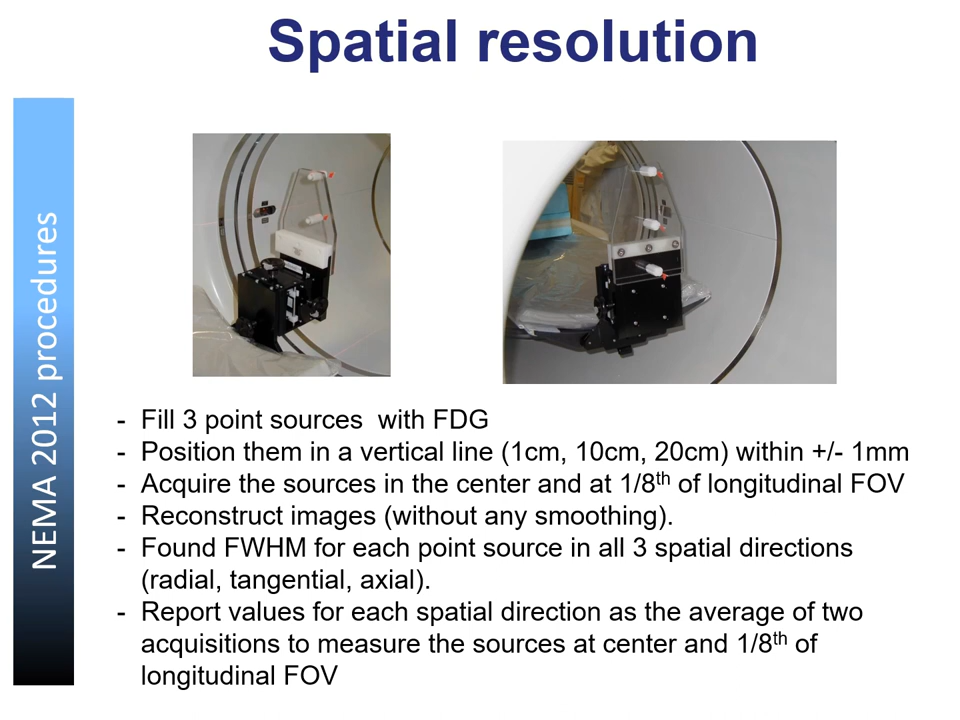 Spatial resolution
NEMA 2012 procedures
- Fill 3 point sources  with FDG
- Position them in a vertical line (1cm, 10cm, 20cm) within +/- 1mm
- Acquire the sources in the center and at 1/8th of longitudinal FOV
- Reconstruct images (without any smoothing).
- Found FWHM for each point source in all 3 spatial directions
(radial, tangential, axial).
- Report values for each spatial direction as the average of two
acquisitions to measure the sources at center and 1/8th of
longitudinal FOV